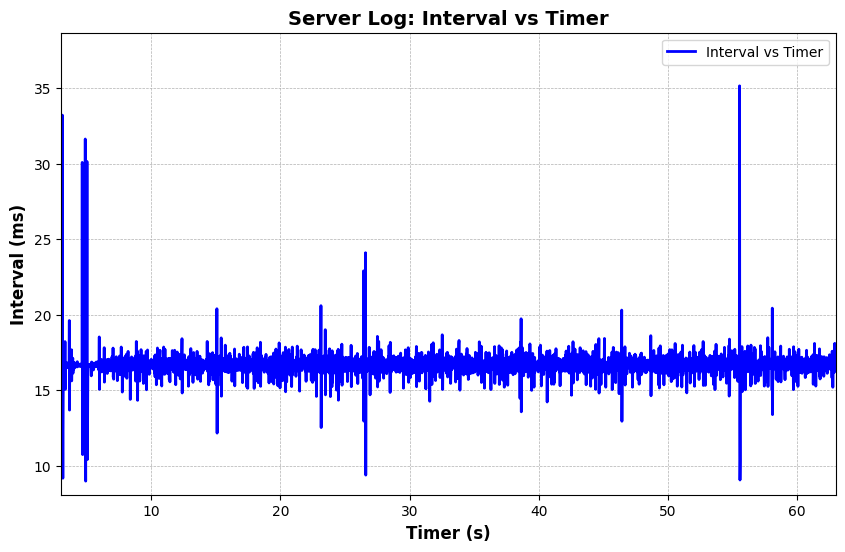 Server Log: Interval vs Timer
Interval vs Timer
35
30
25
20
15
10
Interval (ms)
10 20 30 40 50 60
Timer (s)